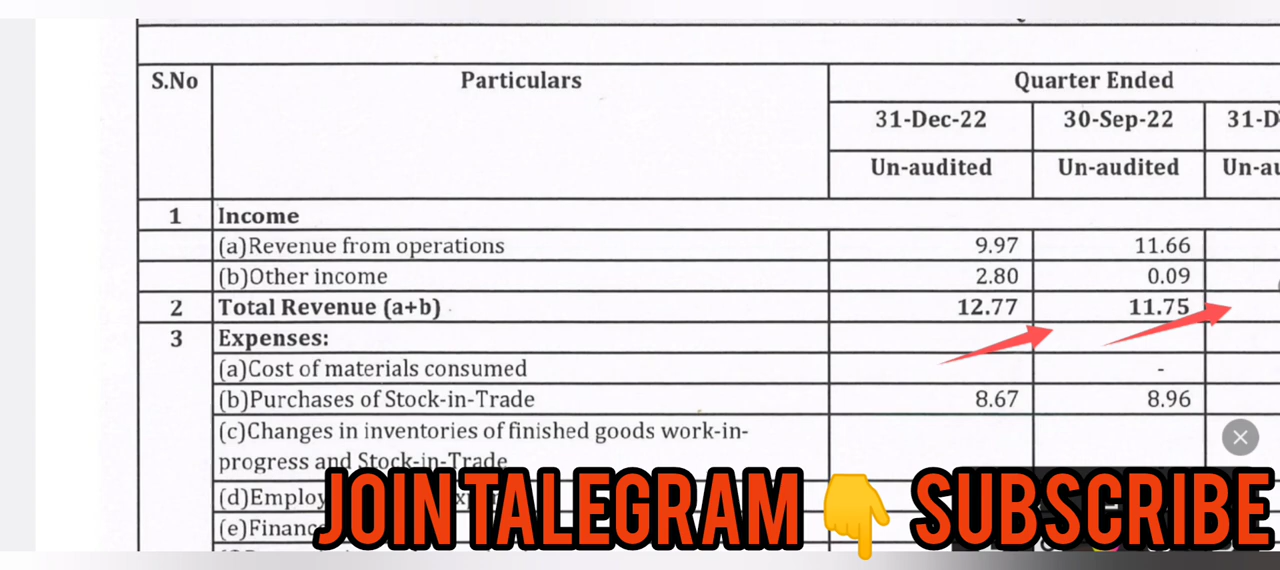 Quarter Ended
S.No Particulars
31-Dec-22 30-Sep-22
Un-audited Un-audited
1 Income
(a)Revenue from operations 9.97 11.66
(b)Other income 2.80 0.09
2 Total Revenue (a+b) 12.77 11.75
3 Expenses:
(a)Cost of materials consumed -
(b)Purchases of Stock-in-Trade 8.67 8.96
(c)Changes in inventories of finished goods work-in-
progress and Stock-in-Trade
(d)
(e)
JOIN TALEGRAM 👇 SUBSCRIBE